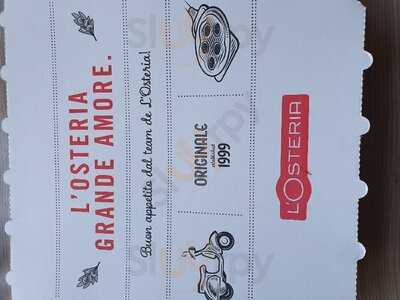 L'OSTERIA
GRANDE AMORE.
Buon appetito dal team de L'Osteria!
ORIGINALE
1999
L'OSTERIA